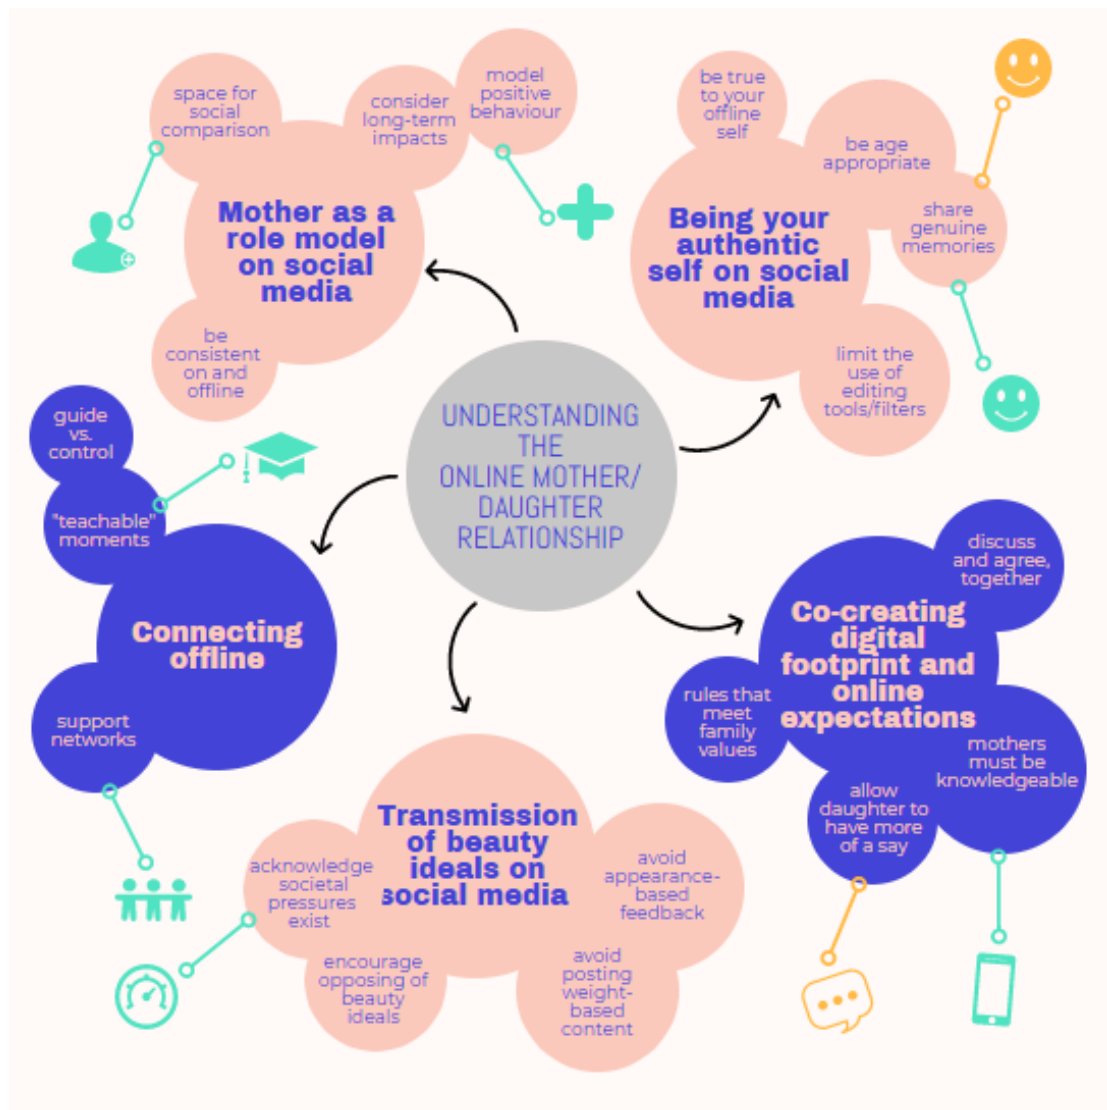 space for
social
comparison
consider
long-term
impacts
model
positive
behaviour
Mother as a
role model
on social
media
be
consistent
on and
offline
be true
to your
offline
self
be age
appropriate
share
genuine
memories
Being your
authentic
self on social
media
limit the
use of
editing
tools/filters
UNDERSTANDING
THE
ONLINE MOTHER/
DAUGHTER
RELATIONSHIP
guide
vs.
control
"teachable"
moments
Connecting
offline
support
networks
discuss
and agree,
together
Co-creating
digital
footprint and
online
expectations
rules that
meet
family
values
mothers
must be
knowledgeable
allow
daughter to
have more
of a say
Transmission
of beauty
ideals on
social media
acknowledge
societal
pressures
exist
encourage
opposing of
beauty
ideals
avoid
appearance-
based
feedback
avoid
posting
weight-
based
content